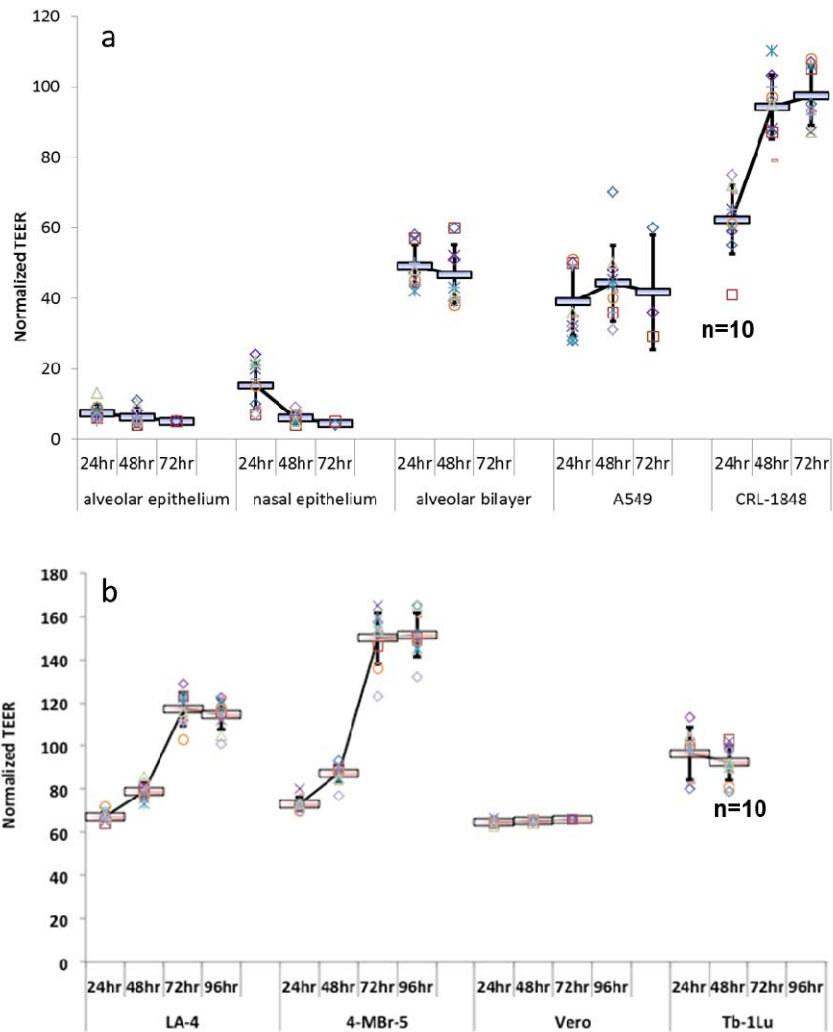 a
120
100
80
60
40
20
0
Normalized TEER
n=10
24hr 48hr 72hr 24hr 48hr 72hr 24hr 48hr 72hr 24hr 48hr 72hr 24hr 48hr 72hr
alveolar epithelium nasal epithelium alveolar bilayer A549 CRL-1848
b
180
160
140
120
100
80
60
40
20
0
Normalized TEER
n=10
24hr 48hr 72hr 96hr 24hr 48hr 72hr 96hr 24hr 48hr 72hr 96hr 24hr 48hr 72hr 96hr
LA-4 4-MBr-5 Vero Tb-1Lu